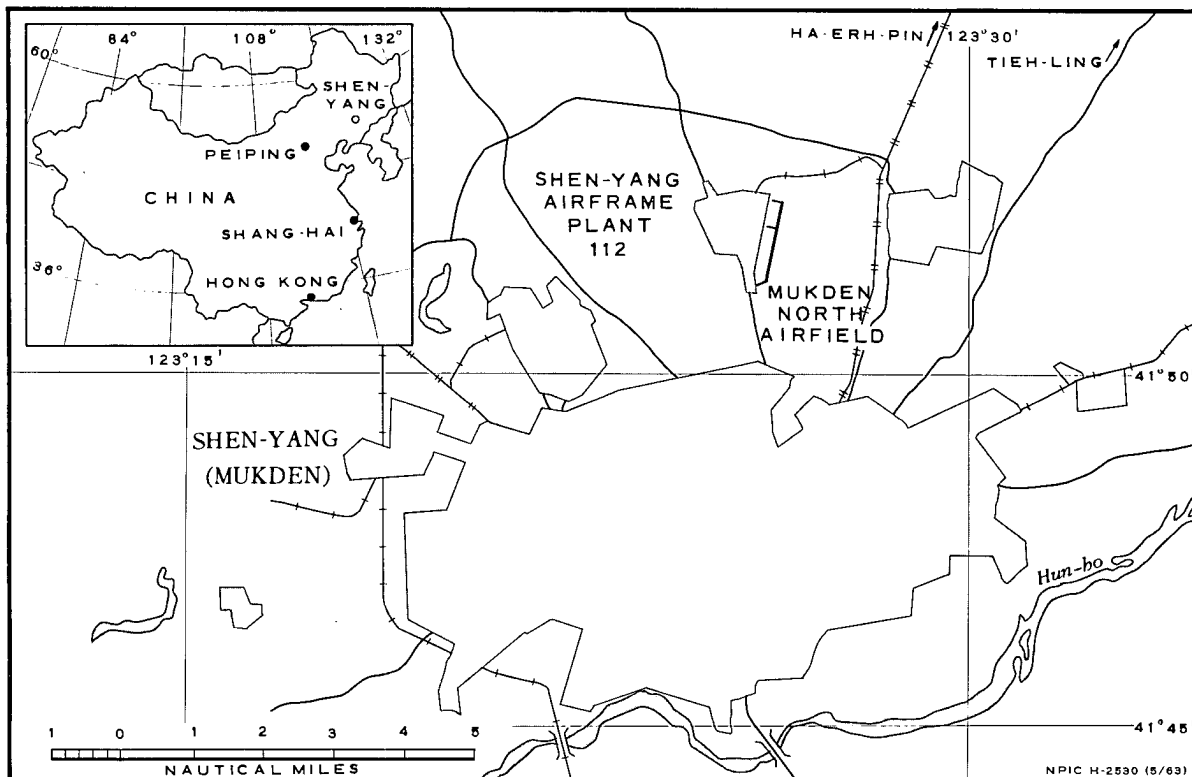 84°
108°
132°
60°
SHEN-
YANG
PEIPING
CHINA
SHANG-HAI
36°
HONG KONG
HA-ERH-PIN
123°30'
TIEH-LING
SHEN-YANG
AIRFRAME
PLANT
112
MUKDEN
NORTH
AIRFIELD
123°15'
41°50
SHEN-YANG
(MUKDEN)
Hun-ho
41°45
1 0 1 2 3 4 5
NAUTICAL MILES
NPIC H-2530 (5/63)